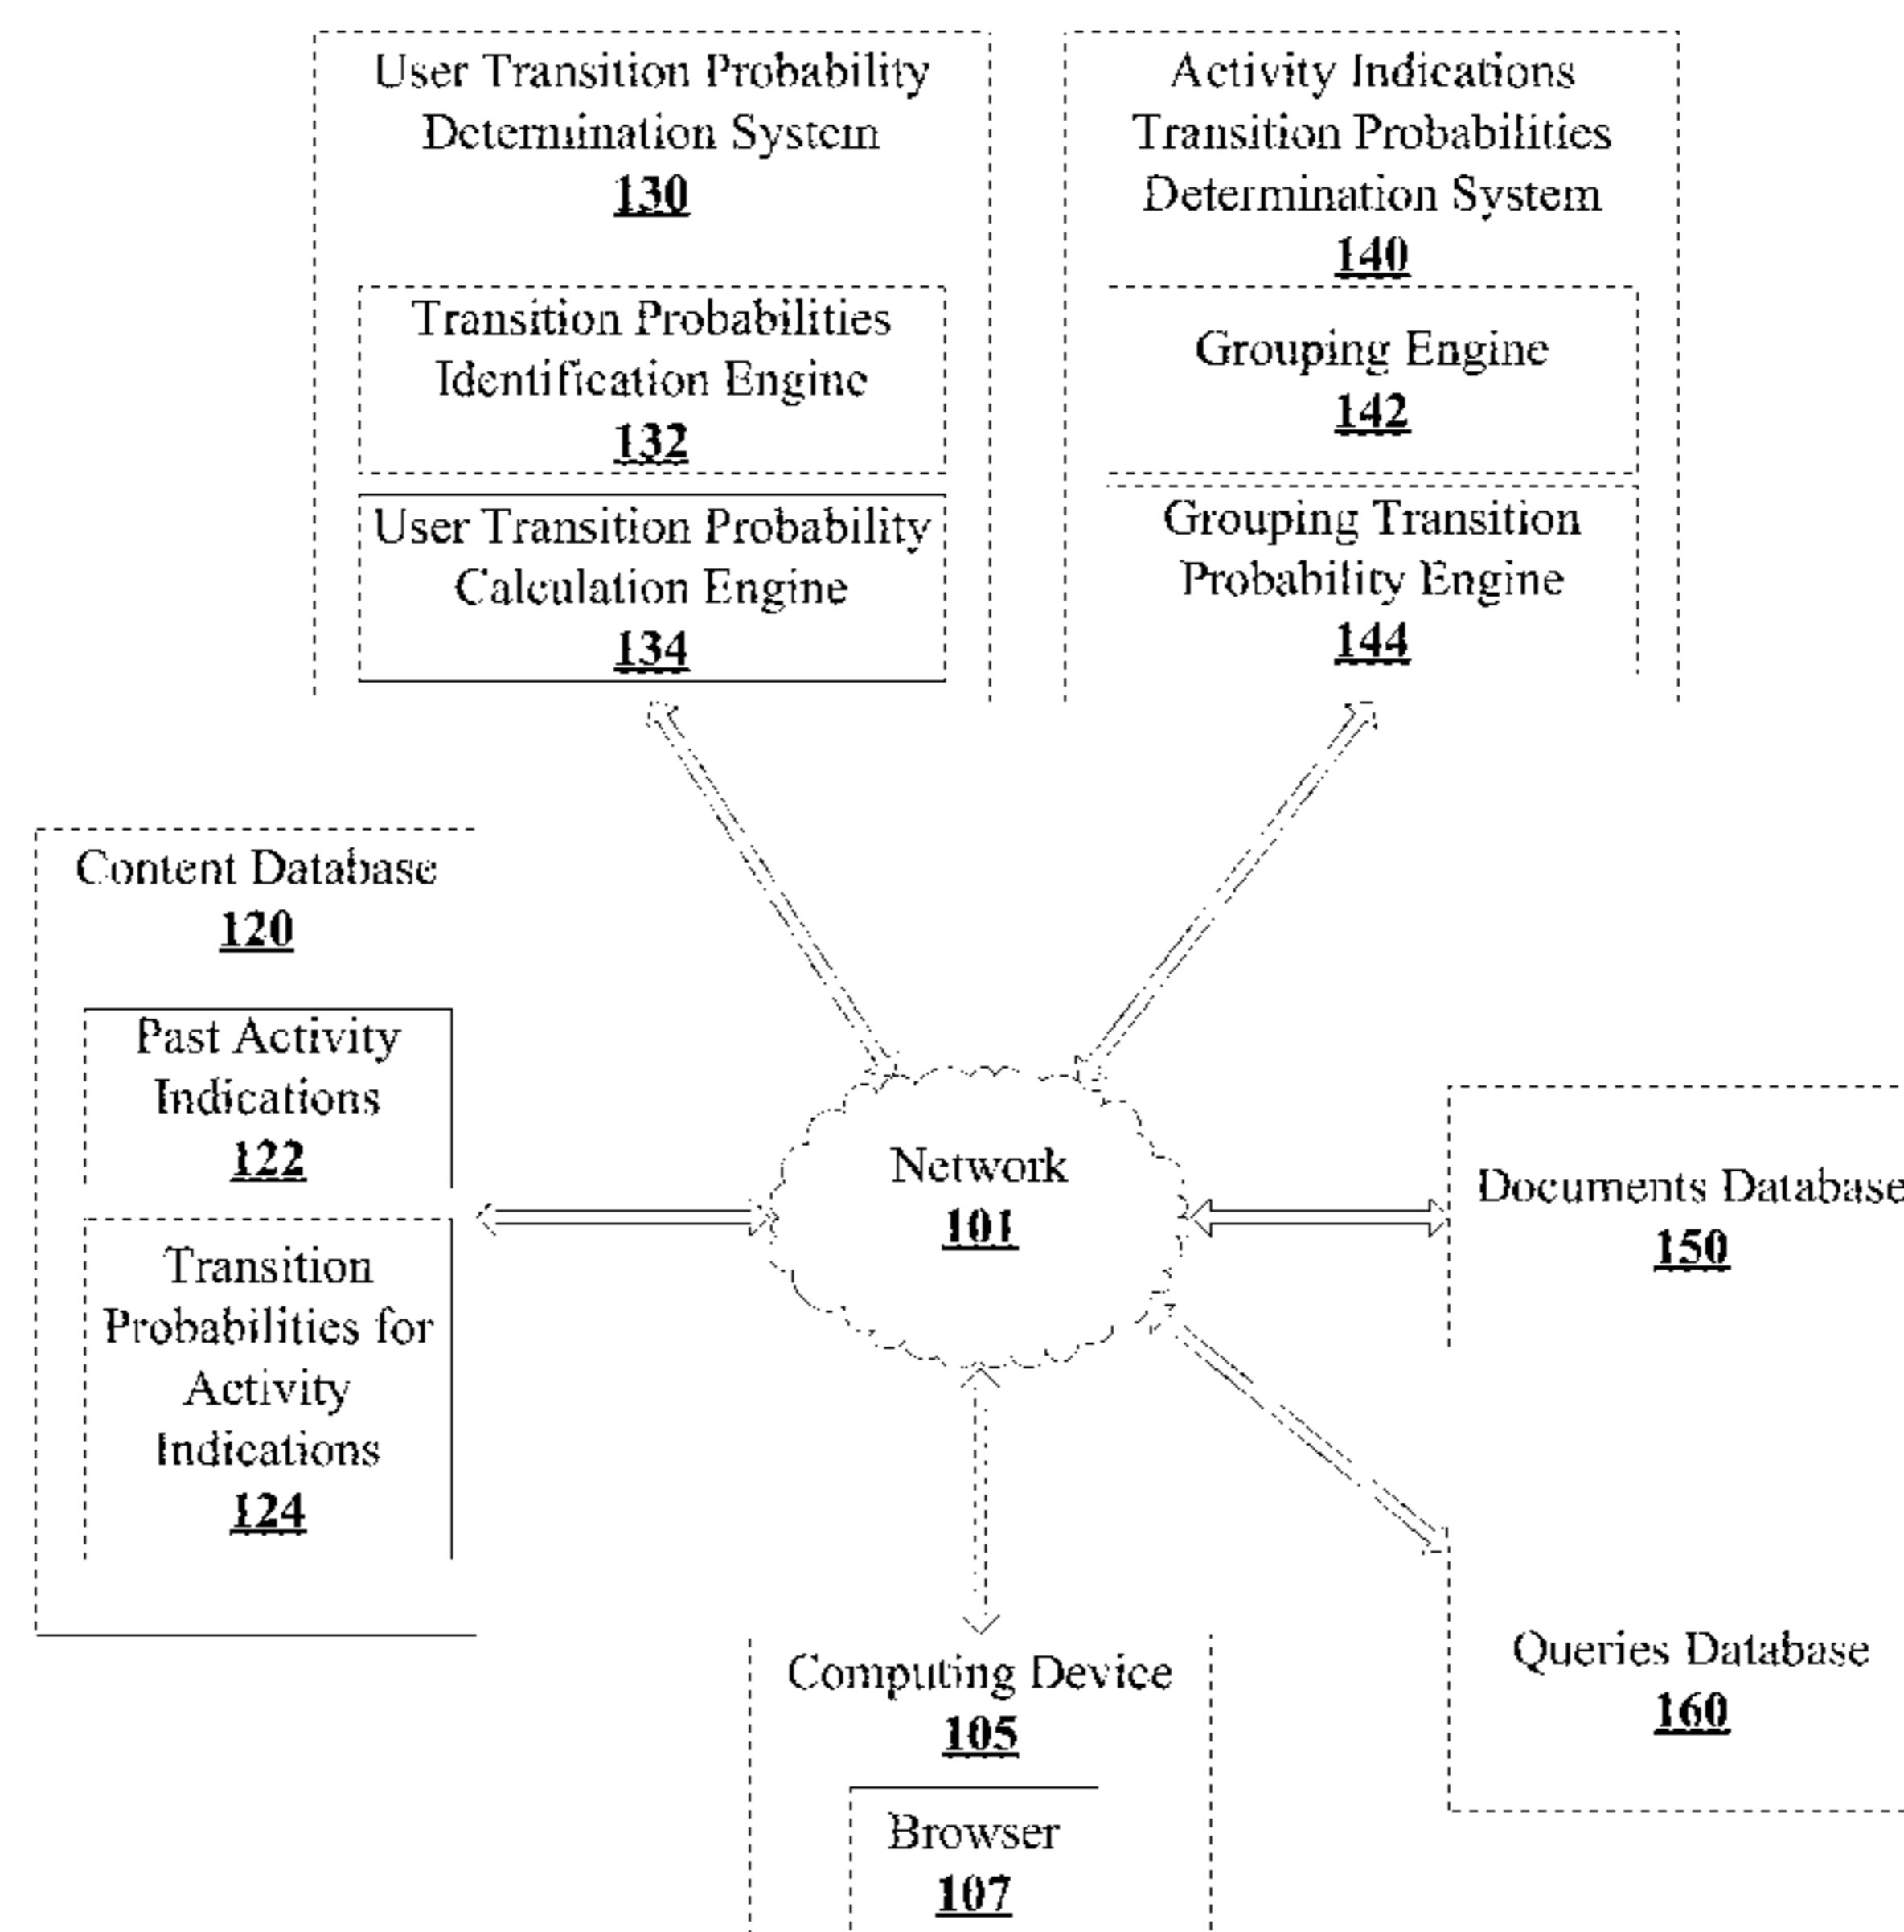 User Transition Probability
Determination System
130
Transition Probabilities
Identification Engine
132
User Transition Probability
Calculation Engine
134
Activity Indications
Transition Probabilities
Determination System
140
Grouping Engine
142
Grouping Transition
Probability Engine
144
Content Database
120
Past Activity
Indications
122
Transition
Probabilities for
Activity
Indications
124
Network
101
Documents Database
150
Queries Database
160
Computing Device
105
Browser
107